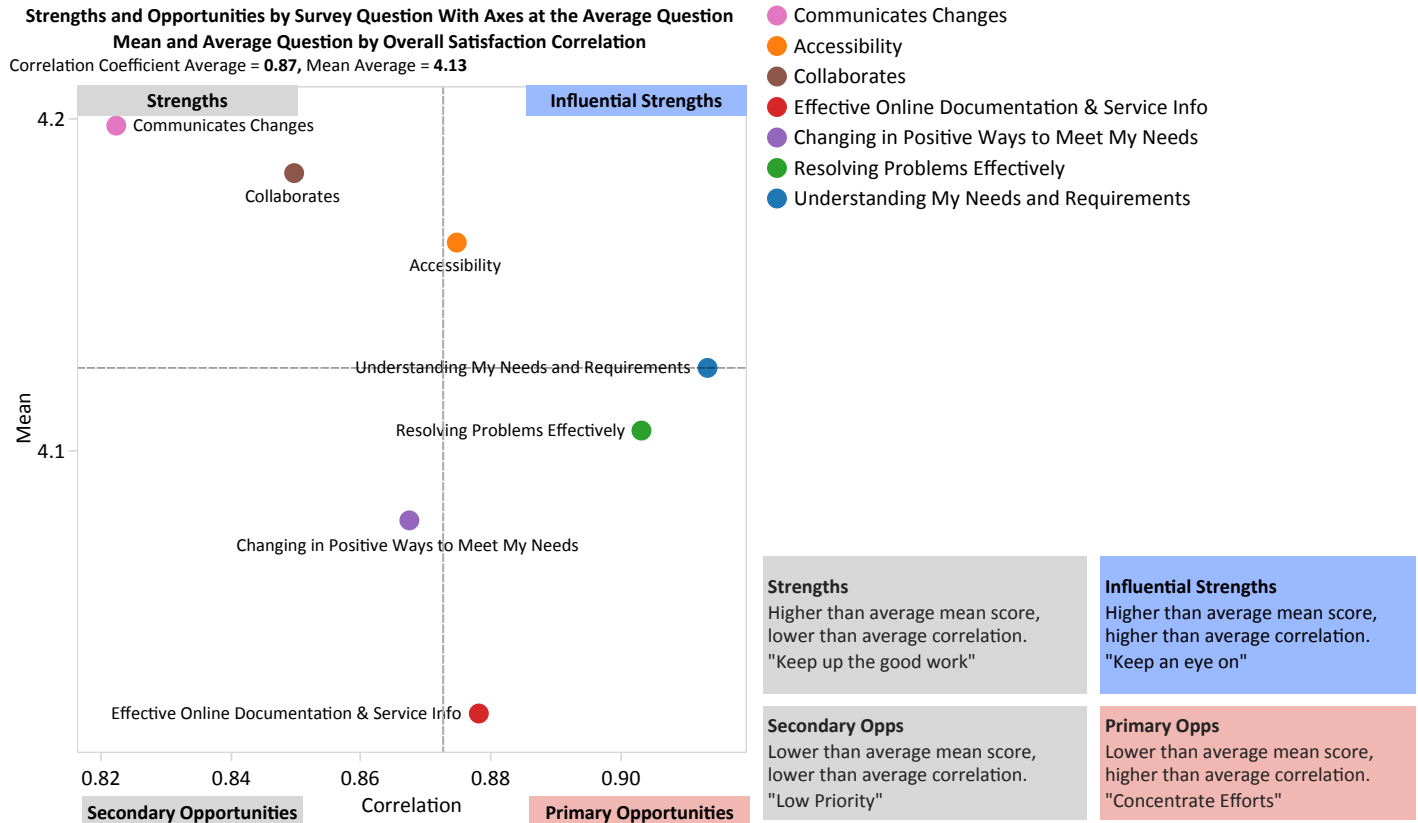 Strengths and Opportunities by Survey Question With Axes at the Average Question
Mean and Average Question by Overall Satisfaction Correlation
Correlation Coefficient Average = 0.87, Mean Average = 4.13
Strengths
Influential Strengths
4.2
Communicates Changes
Collaborates
Accessibility
Understanding My Needs and Requirements
Mean
Resolving Problems Effectively
4.1
Changing in Positive Ways to Meet My Needs
Effective Online Documentation & Service Info
0.82
0.84
0.86
0.88
0.90
Correlation
Secondary Opportunities
Primary Opportunities
Communicates Changes
Accessibility
Collaborates
Effective Online Documentation & Service Info
Changing in Positive Ways to Meet My Needs
Resolving Problems Effectively
Understanding My Needs and Requirements
Strengths
Higher than average mean score,
lower than average correlation.
"Keep up the good work"
Influential Strengths
Higher than average mean score,
higher than average correlation.
"Keep an eye on"
Secondary Opps
Lower than average mean score,
lower than average correlation.
"Low Priority"
Primary Opps
Lower than average mean score,
higher than average correlation.
"Concentrate Efforts"